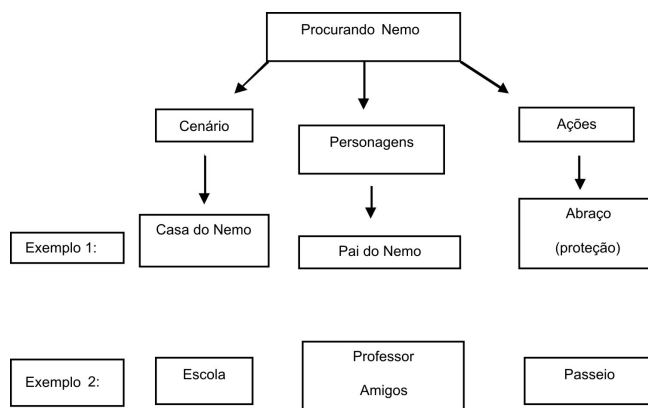 Procurando Nemo
Cenário
Personagens
Ações
Exemplo 1:
Casa do Nemo
Pai do Nemo
Abraço
(proteção)
Exemplo 2:
Escola
Professor
Amigos
Passeio